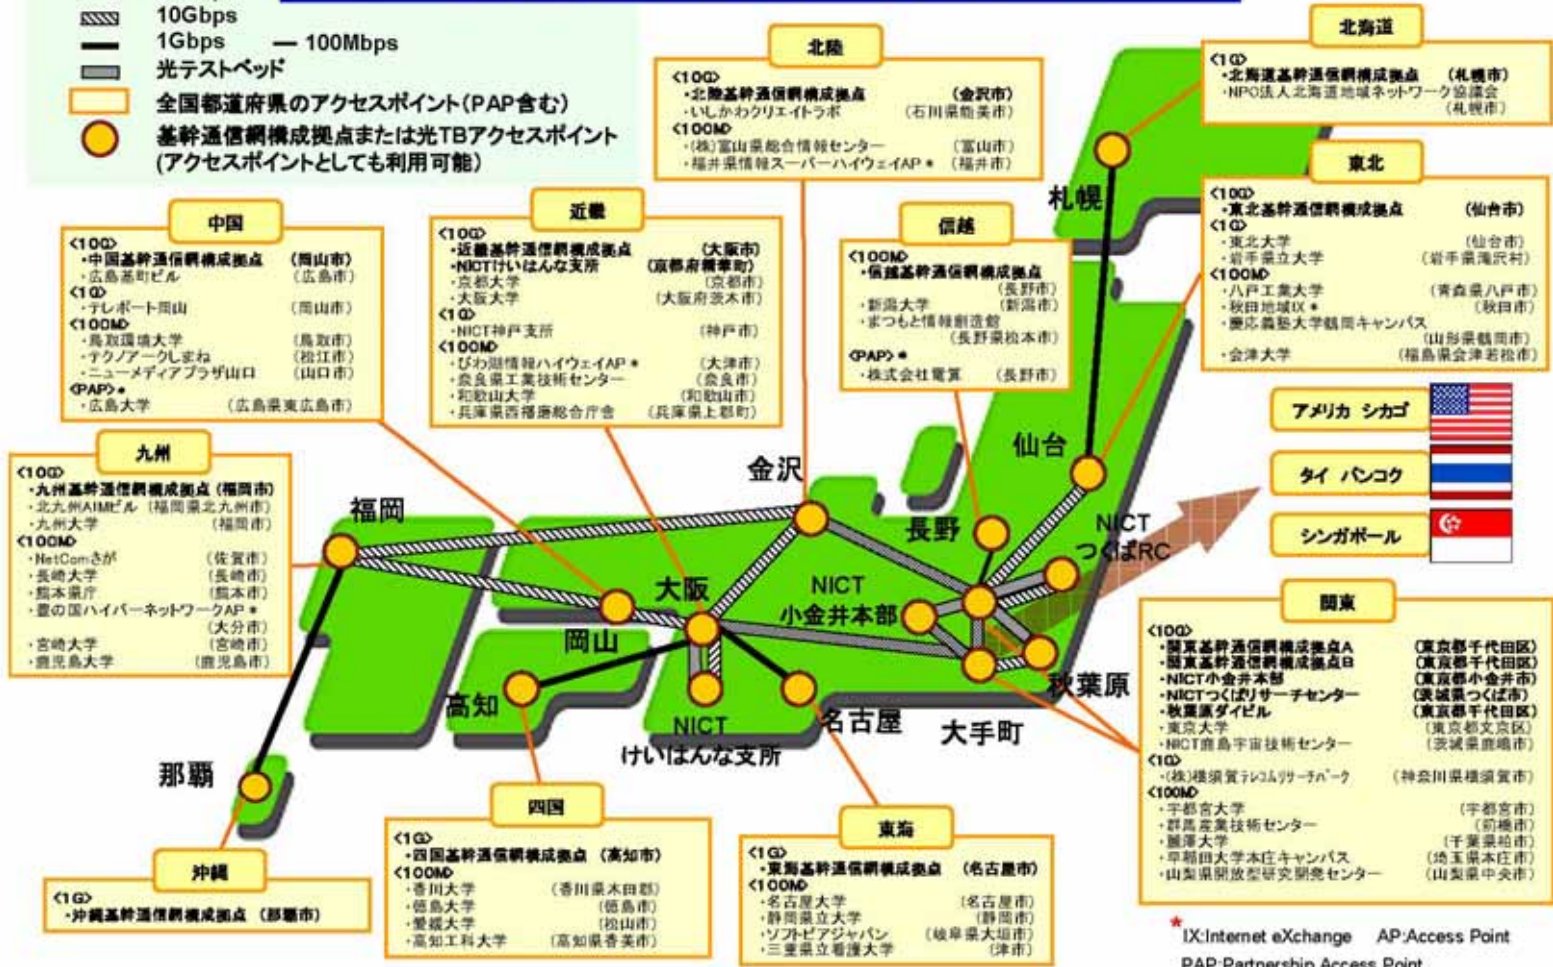 10Gbps
1Gbps — 100Mbps
光テストベッド
全国都道府県のアクセスポイント(PAP含む)
基幹通信網構成拠点または光TBアクセスポイント
(アクセスポイントとしても利用可能)
北陸
<10G>
・北陸基幹通信網構成拠点 (金沢市)
・いしかわクリエイトラボ (石川県能美市)
<100M>
・(株)富山県総合情報センター (富山市)
・福井県情報スーパーハイウェイAP * (福井市)
北海道
<1G>
・北海道基幹通信網構成拠点 (札幌市)
・NPO法人北海道地域ネットワーク協議会
(札幌市)
東北
<10G>
・東北基幹通信網構成拠点 (仙台市)
<1G>
・東北大学 (仙台市)
・岩手県立大学 (岩手県滝沢村)
<100M>
・八戸工業大学 (青森県八戸市)
・秋田地域IX * (秋田市)
・慶応義塾大学鶴岡キャンパス
(山形県鶴岡市)
・会津大学 (福島県会津若松市)
中国
<10G>
・中国基幹通信網構成拠点 (岡山市)
・広島基町ビル (広島市)
<1G>
・テレポート岡山 (岡山市)
<100M>
・鳥取環境大学 (鳥取市)
・テクノアークしまね (松江市)
・ニューメディアプラザ山口 (山口市)
<PAP> *
・広島大学 (広島県東広島市)
近畿
<10G>
・近畿基幹通信網構成拠点 (大阪市)
・NICTけいはんな支所 (京都府精華町)
・京都大学 (京都市)
・大阪大学 (大阪府茨木市)
<1G>
・NICT神戸支所 (神戸市)
<100M>
・びわ湖情報ハイウェイAP * (大津市)
・奈良県工業技術センター (奈良市)
・和歌山大学 (和歌山市)
・兵庫県西播磨総合庁舎 (兵庫県上郡町)
信越
<100M>
・信越基幹通信網構成拠点
(長野市)
・新潟大学 (新潟市)
・まつもと情報創造館
(長野県松本市)
<PAP> *
・株式会社電算 (長野市)
九州
<10G>
・九州基幹通信網構成拠点 (福岡市)
・北九州AIMビル (福岡県北九州市)
・九州大学 (福岡市)
<100M>
・NetComさが (佐賀市)
・長崎大学 (長崎市)
・熊本県庁 (熊本市)
・豊の国ハイパーネットワークAP *
(大分市)
・宮崎大学 (宮崎市)
・鹿児島大学 (鹿児島市)
アメリカ シカゴ
タイ バンコク
シンガポール
札幌
仙台
金沢
長野
NICT
つくばRC
福岡
大阪
NICT
小金井本部
岡山
秋葉原
高知
名古屋
大手町
NICT
けいはんな支所
那覇
関東
<10G>
・関東基幹通信網構成拠点A (東京都千代田区)
・関東基幹通信網構成拠点B (東京都千代田区)
・NICT小金井本部 (東京都小金井市)
・NICTつくばリサーチセンター (茨城県つくば市)
・秋葉原ダイビル (東京都千代田区)
・東京大学 (東京都文京区)
・NICT鹿島宇宙技術センター (茨城県鹿嶋市)
<1G>
・(株)横須賀テレコムリサーチパーク (神奈川県横須賀市)
<100M>
・宇都宮大学 (宇都宮市)
・群馬産業技術センター (前橋市)
・麗澤大学 (千葉県柏市)
・早稲田大学本庄キャンパス (埼玉県本庄市)
・山梨県開放型研究開発センター (山梨県中央市)
沖縄
<1G>
・沖縄基幹通信網構成拠点 (那覇市)
四国
<1G>
・四国基幹通信網構成拠点 (高知市)
<100M>
・香川大学 (香川県木田郡)
・徳島大学 (徳島市)
・愛媛大学 (松山市)
・高知工科大学 (高知県香美市)
東海
<1G>
・東海基幹通信網構成拠点 (名古屋市)
<100M>
・名古屋大学 (名古屋市)
・静岡県立大学 (静岡市)
・ソフトピアジャパン (岐阜県大垣市)
・三重県立看護大学 (津市)
* IX:Internet eXchange AP:Access Point
PAP:Partnership Access Point